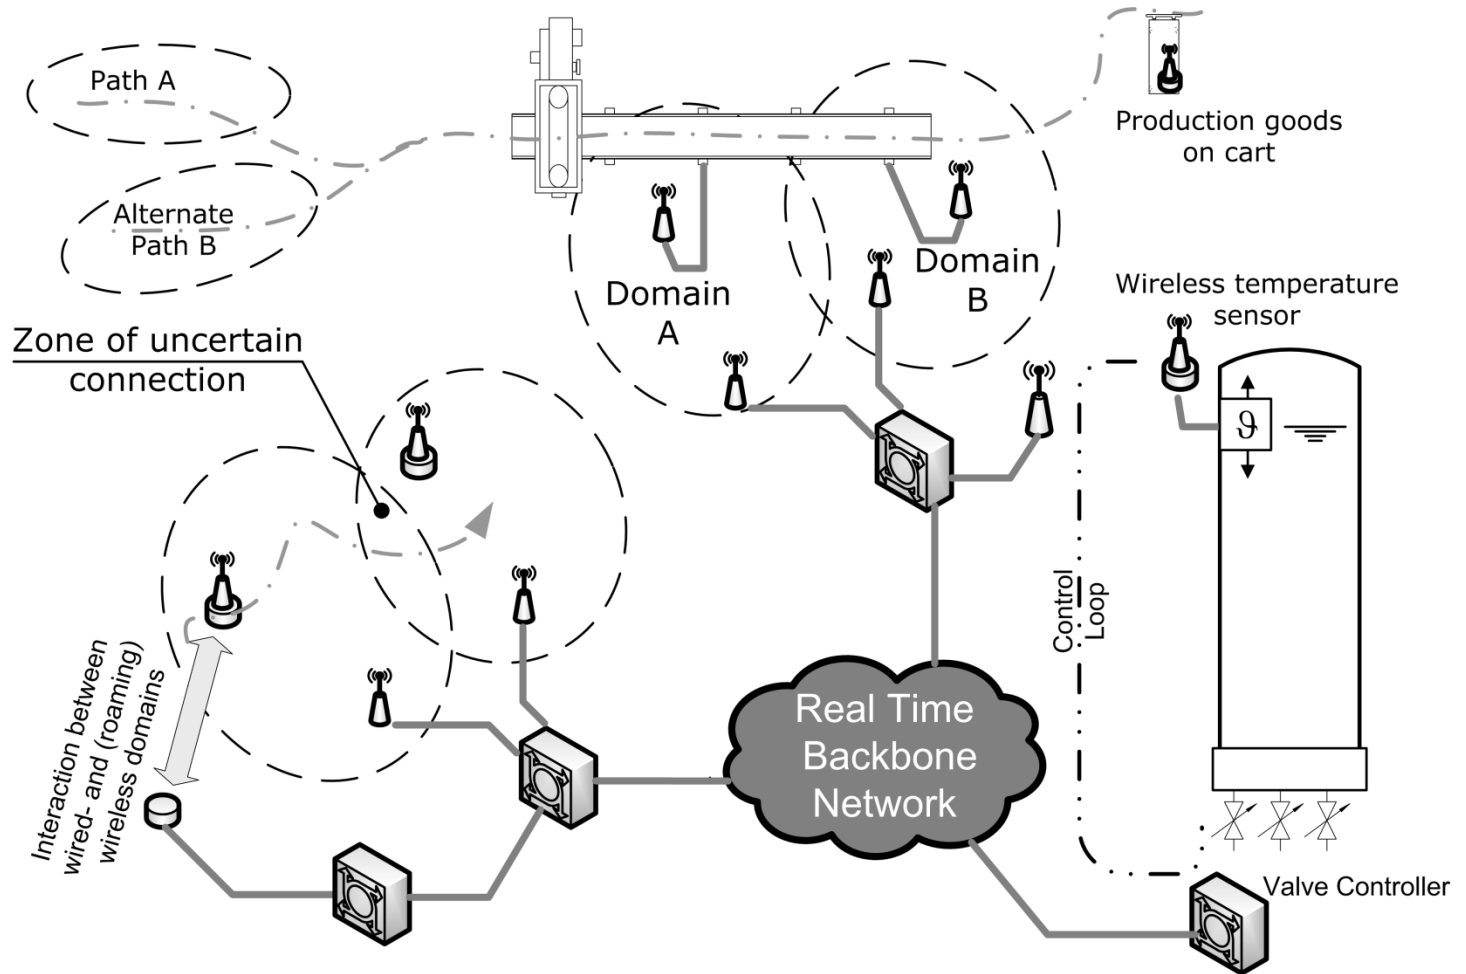 Path A
Alternate
Path B
Production goods
on cart
Domain
A
Domain
B
Wireless temperature
sensor
Zone of uncertain
connection
ϑ
Control
Loop
Interaction between
wired- and (roaming)
wireless domains
Real Time
Backbone
Network
Valve Controller